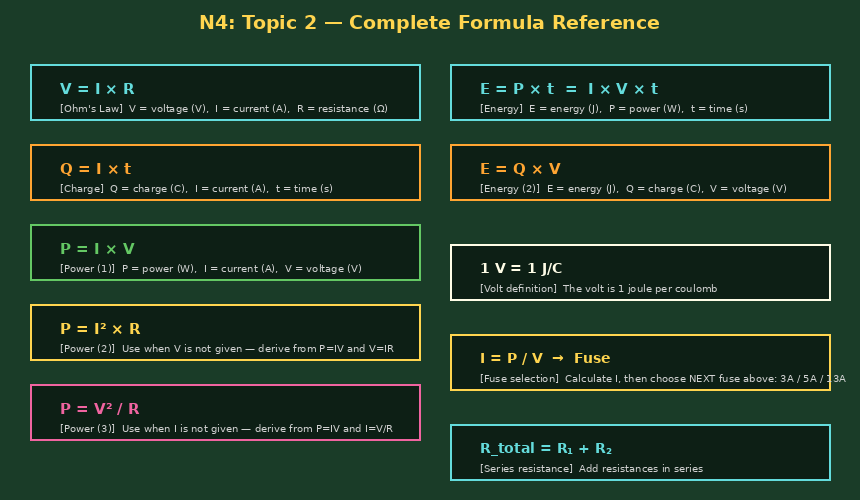 N4: Topic 2 — Complete Formula Reference
V = I × R
[Ohm's Law]  V = voltage (V),  I = current (A),  R = resistance (Ω)
Q = I × t
[Charge]  Q = charge (C),  I = current (A),  t = time (s)
P = I × V
[Power (1)]  P = power (W),  I = current (A),  V = voltage (V)
P = I² × R
[Power (2)]  Use when V is not given — derive from P=IV and V=IR
P = V² / R
[Power (3)]  Use when I is not given — derive from P=IV and I=V/R
E = P × t  =  I × V × t
[Energy]  E = energy (J),  P = power (W),  t = time (s)
E = Q × V
[Energy (2)]  E = energy (J),  Q = charge (C),  V = voltage (V)
1 V = 1 J/C
[Volt definition]  The volt is 1 joule per coulomb
I = P / V  →  Fuse
[Fuse selection]  Calculate I, then choose NEXT fuse above: 3A / 5A / 13A
R_total = R₁ + R₂
[Series resistance]  Add resistances in series